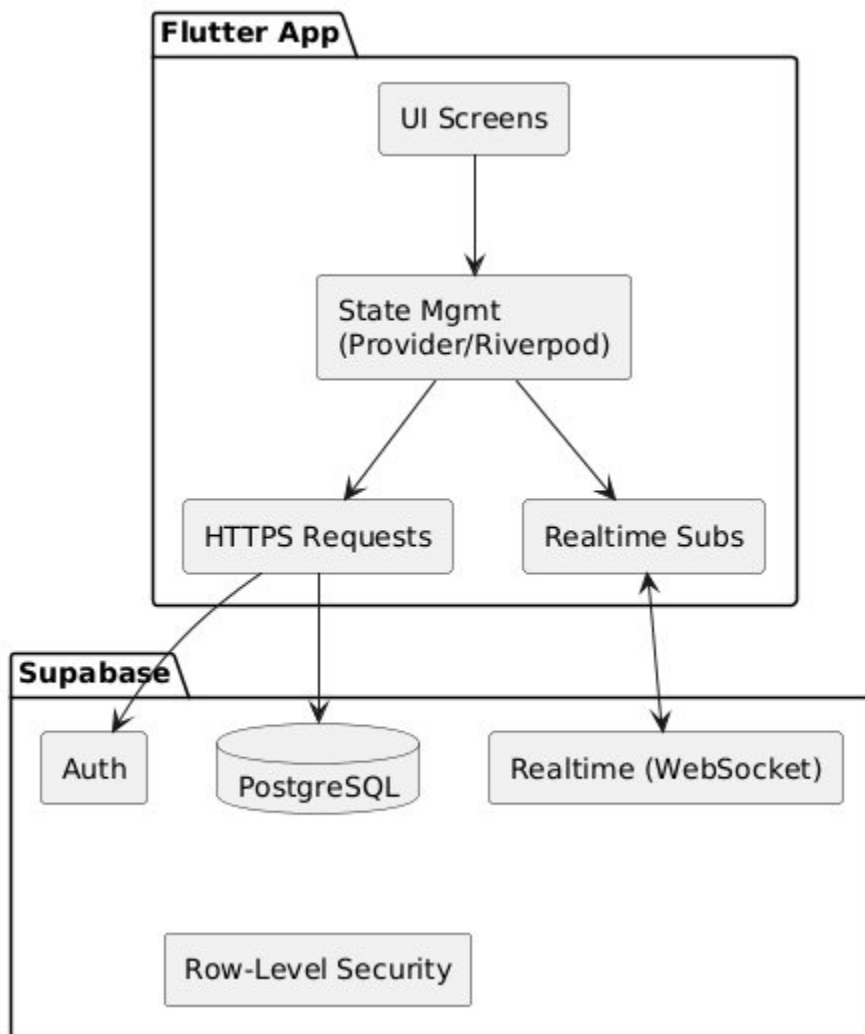 Flutter App
UI Screens
State Mgmt
(Provider/Riverpod)
HTTPS Requests
Realtime Subs
Supabase
Auth
PostgreSQL
Realtime (WebSocket)
Row-Level Security